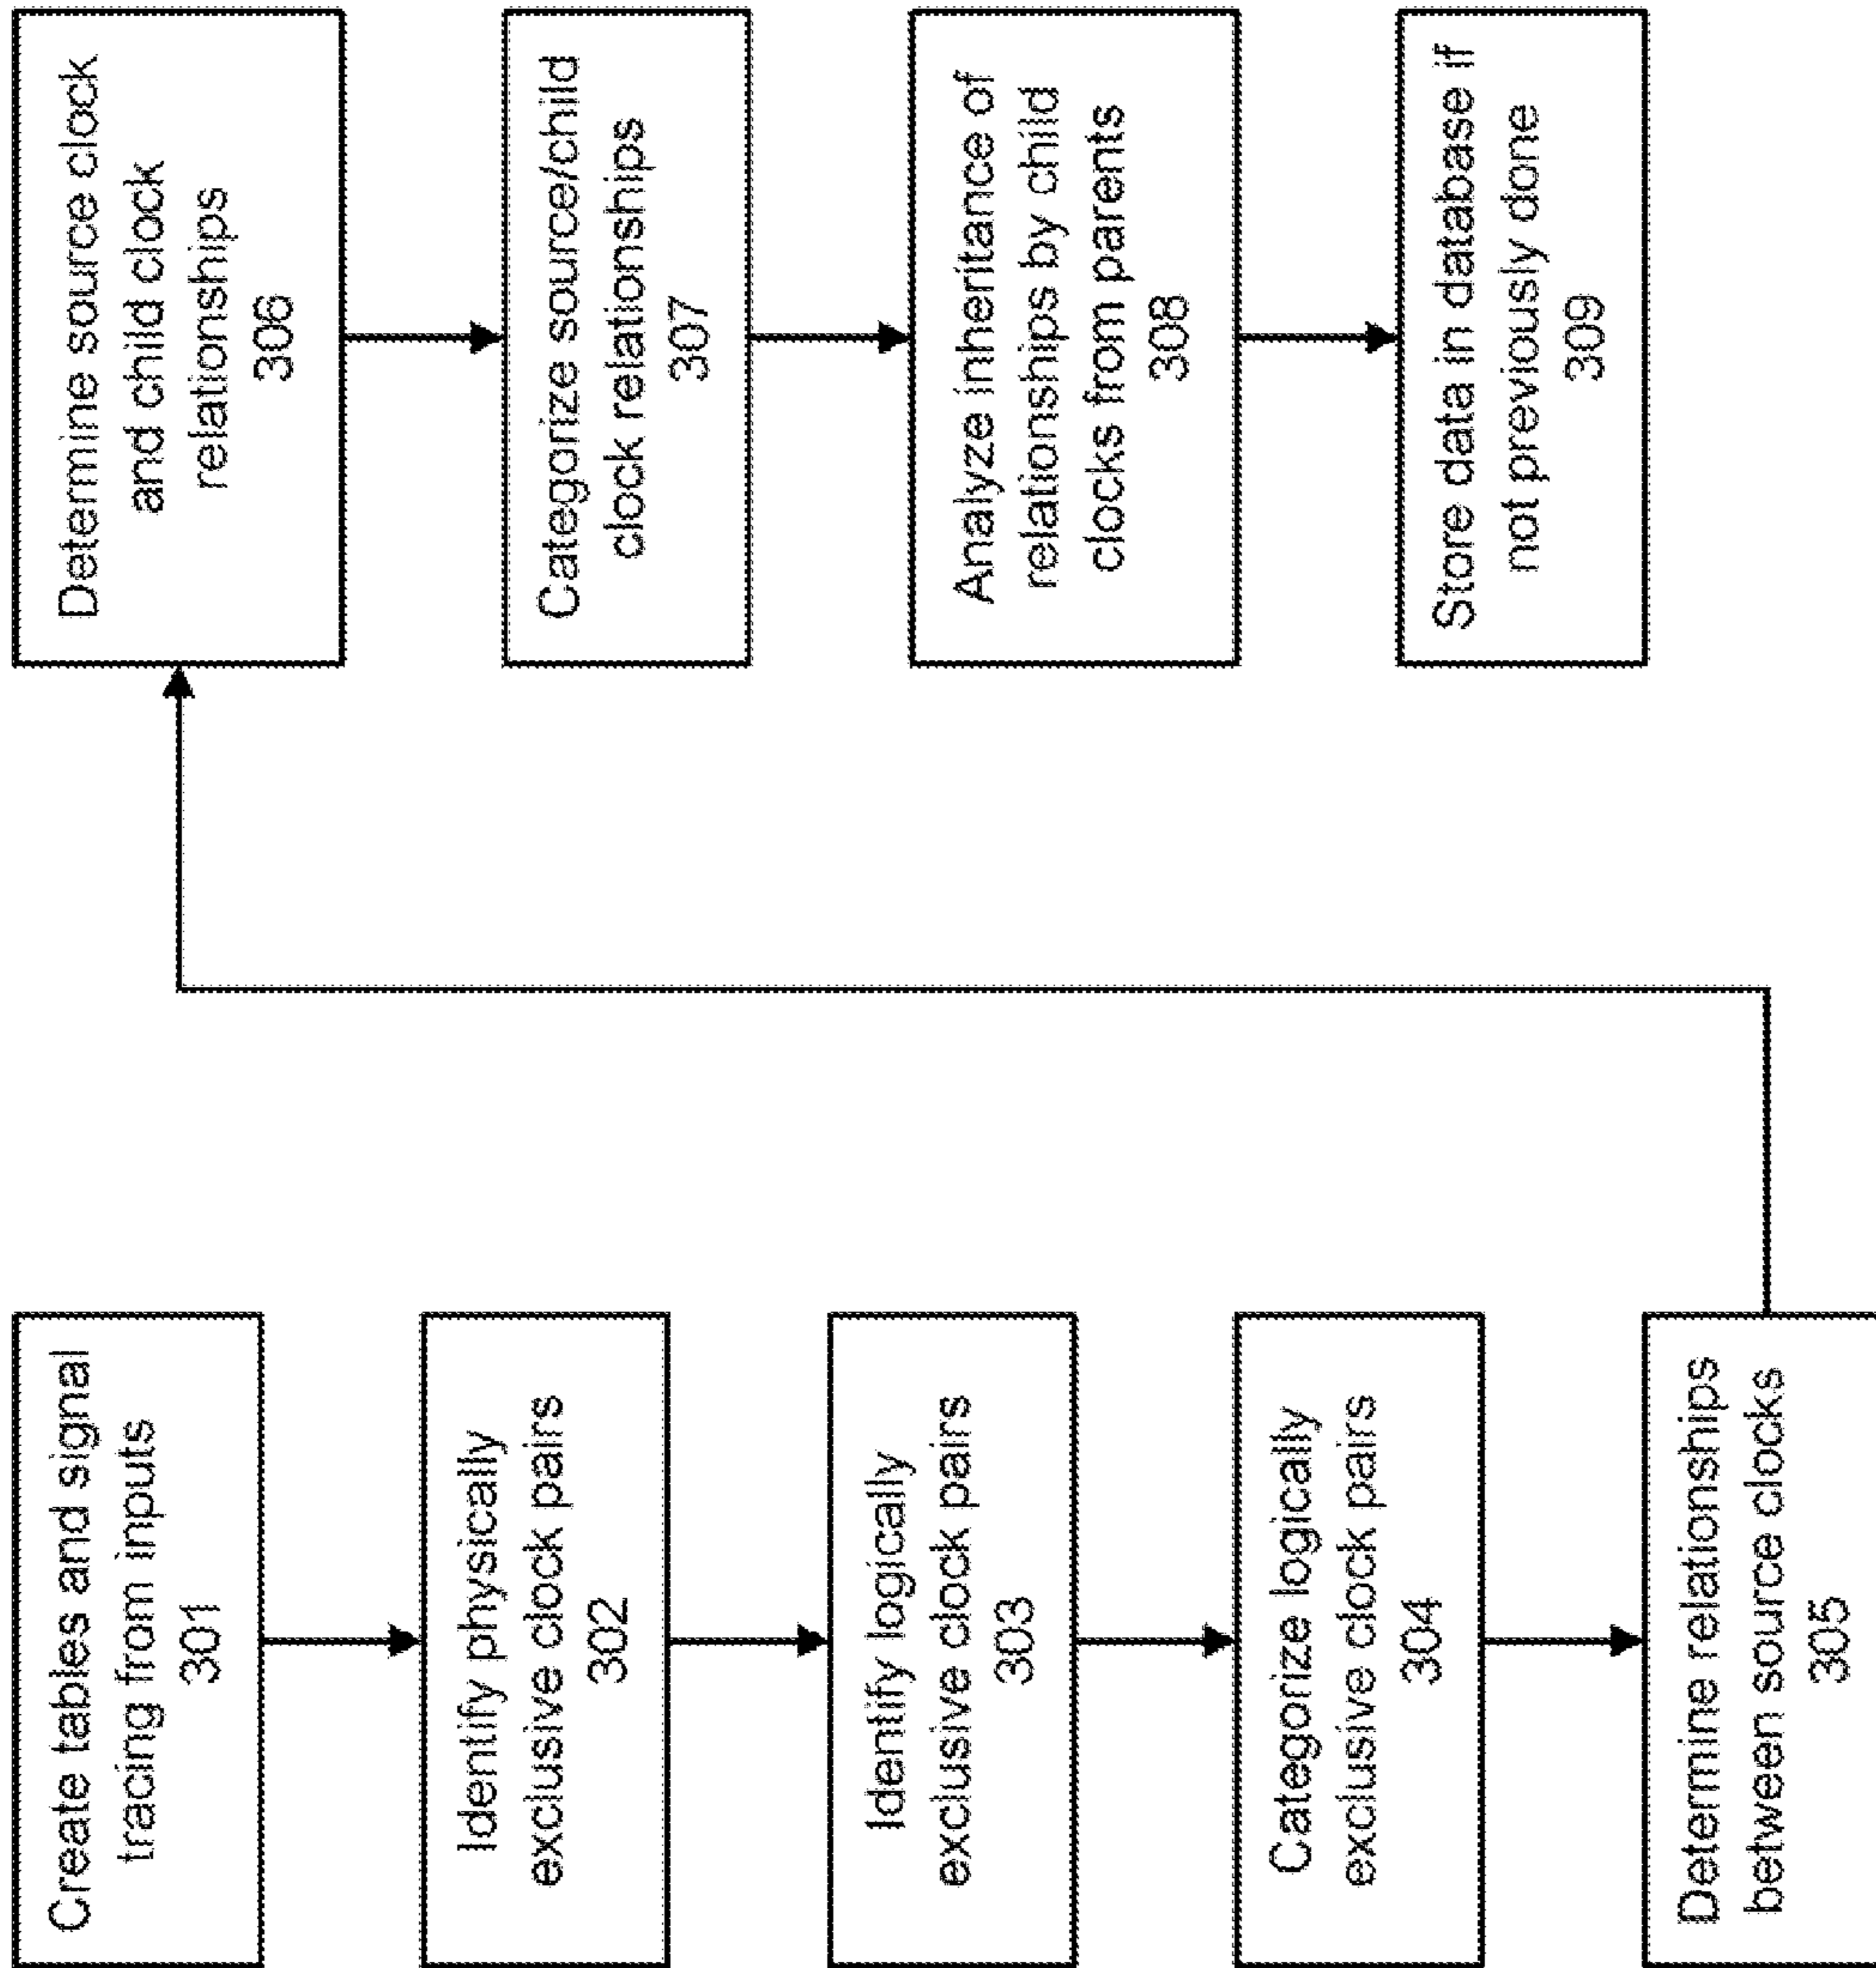 Create tables and signal
tracing from inputs
301
Identify physically
exclusive clock pairs
302
Identify logically
exclusive clock pairs
303
Categorize logically
exclusive clock pairs
304
Determine relationships
between source clocks
305
Determine source clock
and child clock
relationships
306
Categorize source/child
clock relationships
307
Analyze inheritance of
relationships by child
clocks from parents
308
Store data in database if
not previously done
309